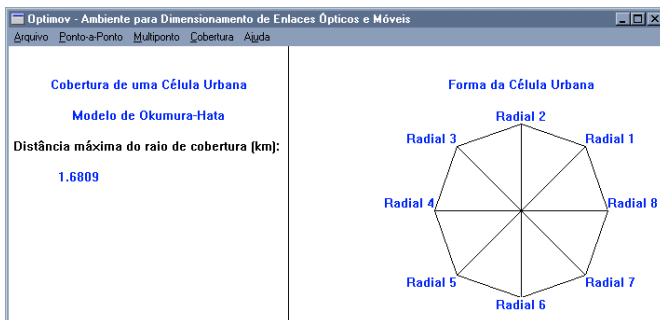 Optimov - Ambiente para Dimensionamento de Enlaces Ópticos e Móveis
Arquivo Ponto-a-Ponto Multiponto Cobertura Ajuda
Cobertura de uma Célula Urbana
Modelo de Okumura-Hata
Distância máxima do raio de cobertura (km):
1.6809
Forma da Célula Urbana
Radial 2
Radial 3
Radial 1
Radial 4
Radial 8
Radial 5
Radial 7
Radial 6